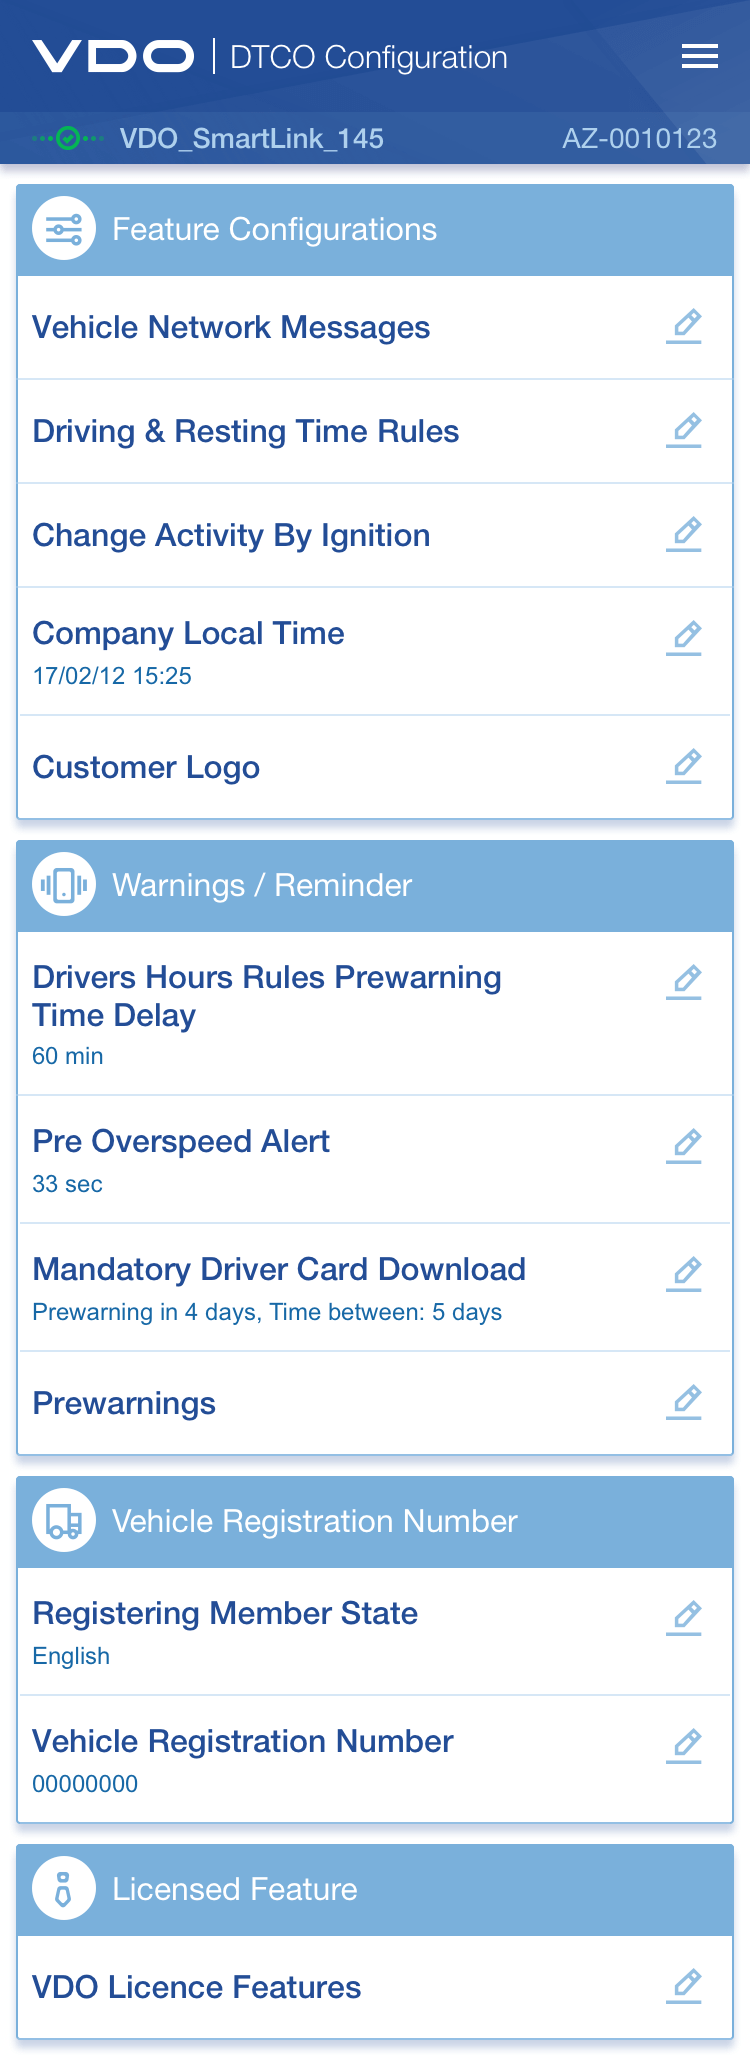 VDO | DTCO Configuration
VDO_SmartLink_145 AZ-0010123
Feature Configurations
Vehicle Network Messages
Driving & Resting Time Rules
Change Activity By Ignition
Company Local Time
17/02/12 15:25
Customer Logo
Warnings / Reminder
Drivers Hours Rules Prewarning
Time Delay
60 min
Pre Overspeed Alert
33 sec
Mandatory Driver Card Download
Prewarning in 4 days, Time between: 5 days
Prewarnings
Vehicle Registration Number
Registering Member State
English
Vehicle Registration Number
00000000
Licensed Feature
VDO Licence Features